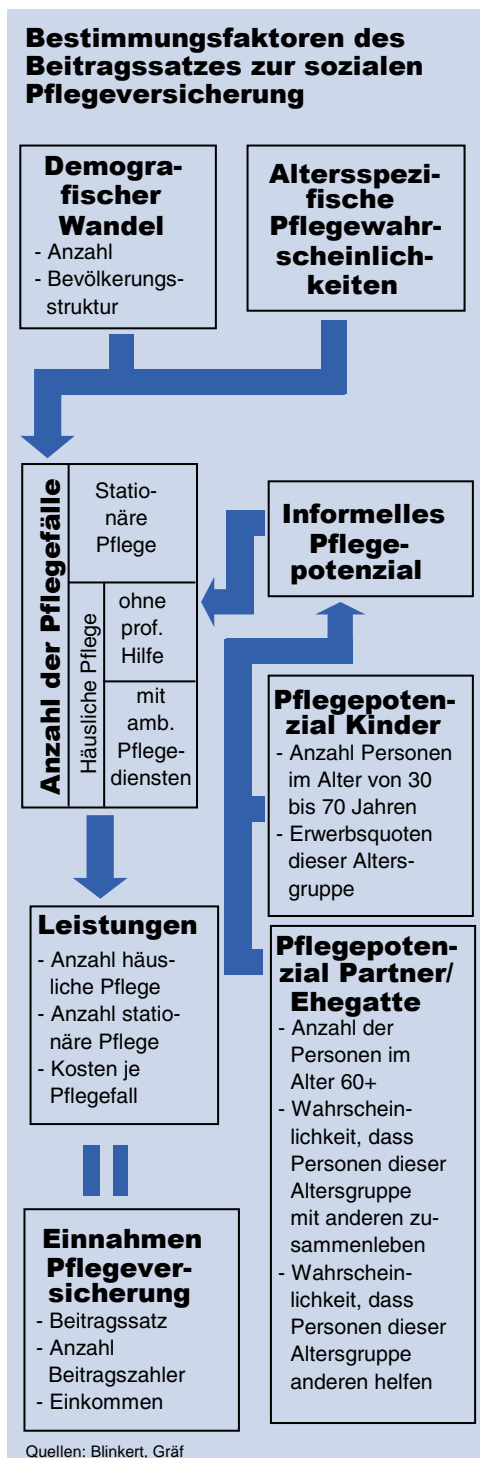 Bestimmungsfaktoren des
Beitragssatzes zur sozialen
Pflegeversicherung
Demogra-
fischer
Wandel
- Anzahl
- Bevölkerungs-
struktur
Altersspezi-
fische
Pflegewahr-
scheinlich-
keiten
Anzahl der Pflegefälle
Statio-
näre
Pflege
Häusliche Pflege
ohne
prof.
Hilfe
mit
amb.
Pflege-
diensten
Informelles
Pflege-
potenzial
Pflegepoten-
zial Kinder
- Anzahl Personen
im Alter von 30
bis 70 Jahren
- Erwerbsquoten
dieser Alters-
gruppe
Leistungen
- Anzahl häus-
liche Pflege
- Anzahl statio-
näre Pflege
- Kosten je
Pflegefall
Pflegepoten-
zial Partner/
Ehegatte
- Anzahl der
Personen im
Alter 60+
- Wahrschein-
lichkeit, dass
Personen dieser
Altersgruppe
mit anderen zu-
sammenleben
- Wahrschein-
lichkeit, dass
Personen dieser
Altersgruppe
anderen helfen
Einnahmen
Pflegever-
sicherung
- Beitragssatz
- Anzahl
Beitragszahler
- Einkommen
Quellen: Blinkert, Gräf